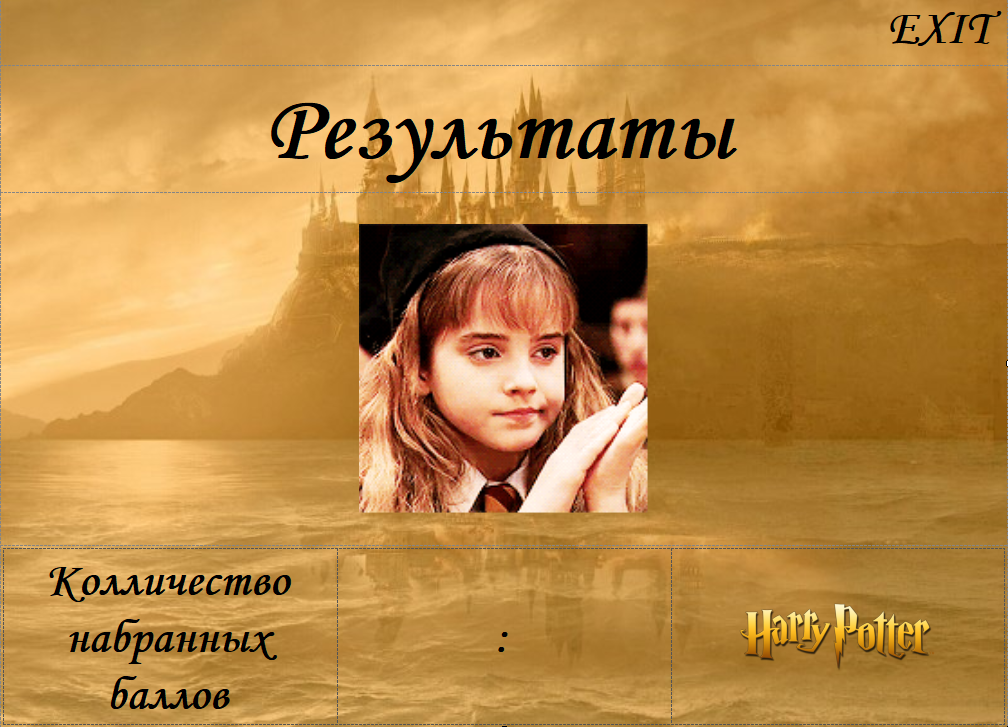 EXIT
Результаты
Колличество
набранных
баллов
:
Harry Potter